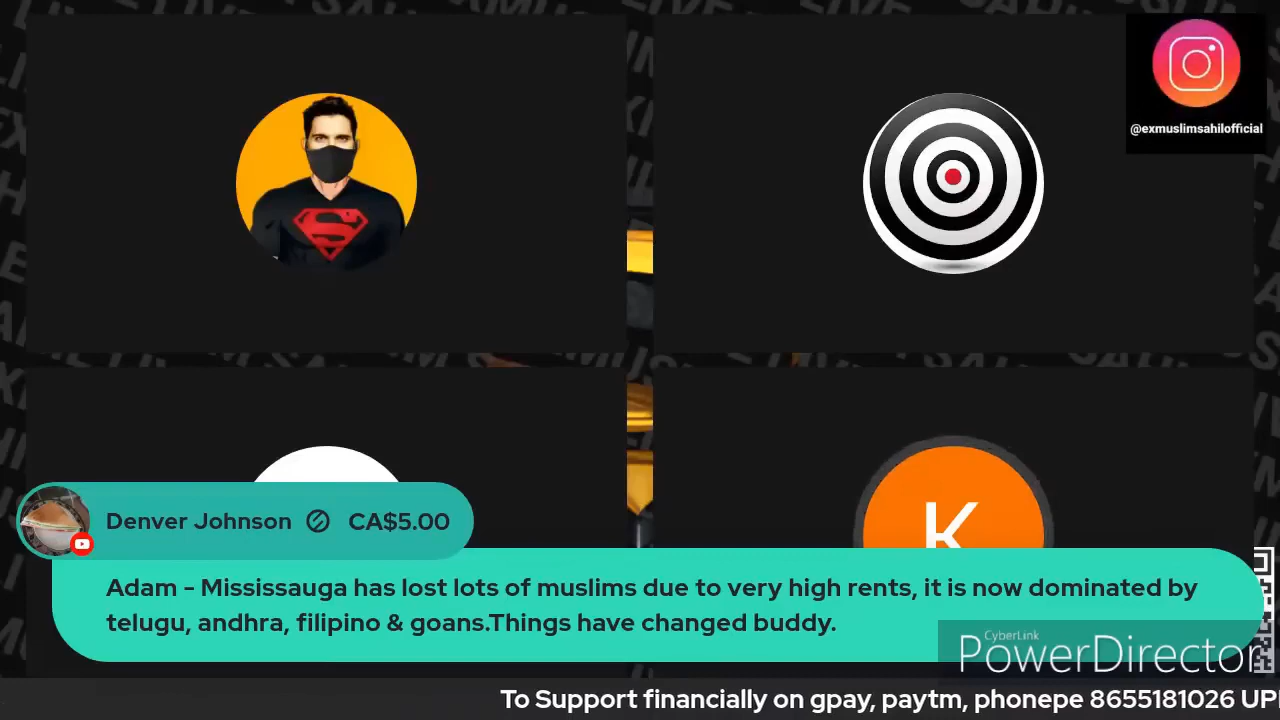 @exmuslimsahilofficial
K
Denver Johnson CA$5.00
Adam - Mississauga has lost lots of muslims due to very high rents, it is now dominated by
telugu, andhra, filipino & goans.Things have changed buddy.
CyberLink
PowerDirector
To Support financially on gpay, paytm, phonepe 8655181026 UPI